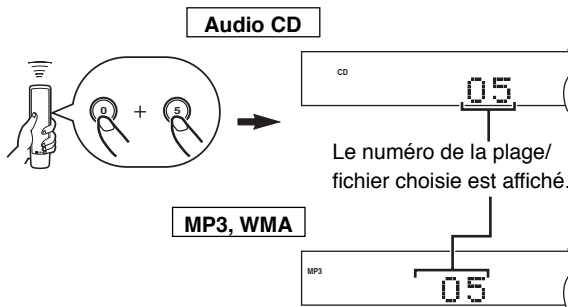 Audio CD
0 + 5
CD
05
Le numéro de la plage/
fichier choisie est affiché.
MP3, WMA
MP3
05